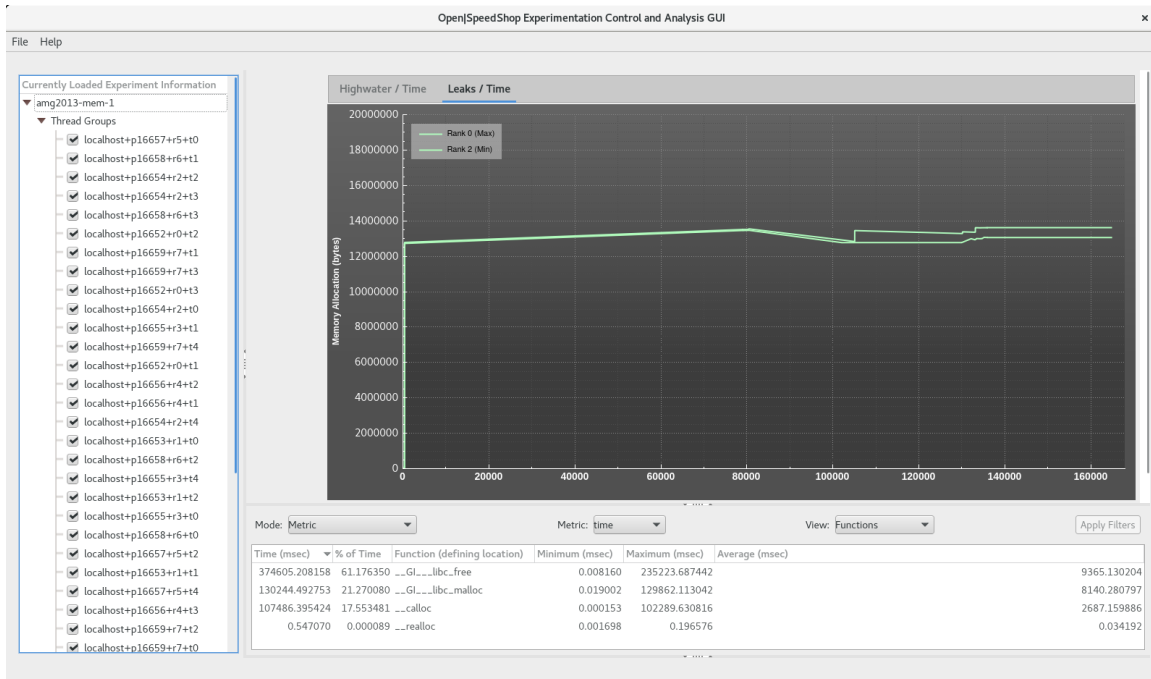 Open|SpeedShop Experimentation Control and Analysis GUI
×
File Help
Currently Loaded Experiment Information
amg2013-mem-1
Thread Groups
localhost+p16657+r5+t0
localhost+p16658+r6+t1
localhost+p16654+r2+t2
localhost+p16654+r2+t3
localhost+p16658+r6+t3
localhost+p16652+r0+t2
localhost+p16659+r7+t1
localhost+p16659+r7+t3
localhost+p16652+r0+t3
localhost+p16654+r2+t0
localhost+p16655+r3+t1
localhost+p16659+r7+t4
localhost+p16652+r0+t1
localhost+p16656+r4+t2
localhost+p16656+r4+t1
localhost+p16654+r2+t4
localhost+p16653+r1+t0
localhost+p16658+r6+t2
localhost+p16655+r3+t4
localhost+p16653+r1+t2
localhost+p16655+r3+t0
localhost+p16658+r6+t0
localhost+p16657+r5+t2
localhost+p16653+r1+t1
localhost+p16657+r5+t4
localhost+p16656+r4+t3
localhost+p16659+r7+t2
localhost+p16659+r7+t0
Highwater / Time Leaks / Time
Rank 0 (Max)
Rank 2 (Min)
Memory Allocation (bytes)
20000000
18000000
16000000
14000000
12000000
10000000
8000000
6000000
4000000
2000000
0
0 20000 40000 60000 80000 100000 120000 140000 160000
Mode: Metric Metric: time View: Functions Apply Filters
Time (msec) % of Time Function (defining location) Minimum (msec) Maximum (msec) Average (msec)
374605.208158 61.176350 __GI___libc_free 0.008160 235223.687442 9365.130204
130244.492753 21.270080 __GI___libc_malloc 0.019002 129862.113042 8140.280797
107486.395424 17.553481 __calloc 0.000153 102289.630816 2687.159886
0.547070 0.000089 __realloc 0.001698 0.196576 0.034192